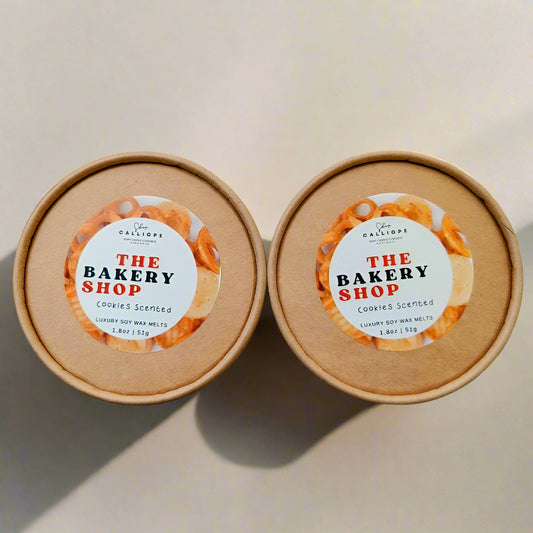 CALLIOPE
THE
BAKERY
SHOP
Cookies Scented
LUXURY SOY WAX MELTS
1.8oz | 51g
CALLIOPE
THE
BAKERY
SHOP
Cookies Scented
LUXURY SOY WAX MELTS
1.8oz | 51g